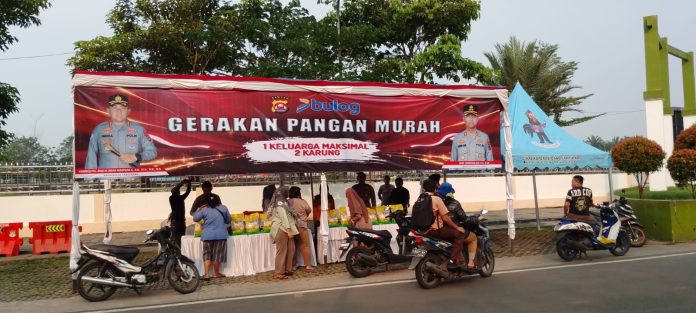 bulog
GERAKAN PANGAN MURAH
1 KELUARGA MAKSIMAL
2 KARUNG